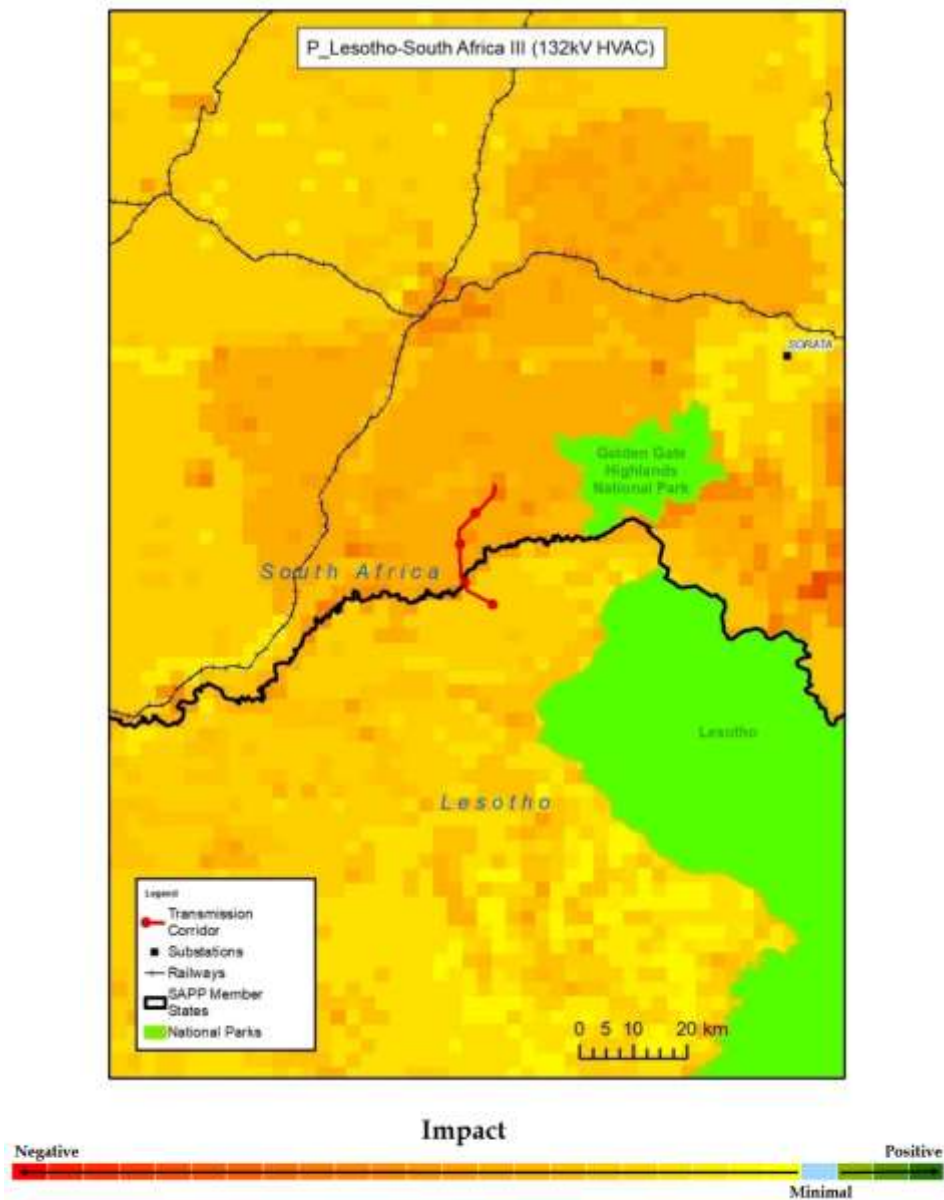 P_Lesotho-South Africa III (132kV HVAC)
SORATA
Golden Gate
Highlands
National Park
South Africa
Lesotho
Lesotho
Legend
Transmission
Corridor
Substations
Railways
SAPP Member
States
National Parks
0 5 10 20 km
Impact
Negative
Positive
Minimal